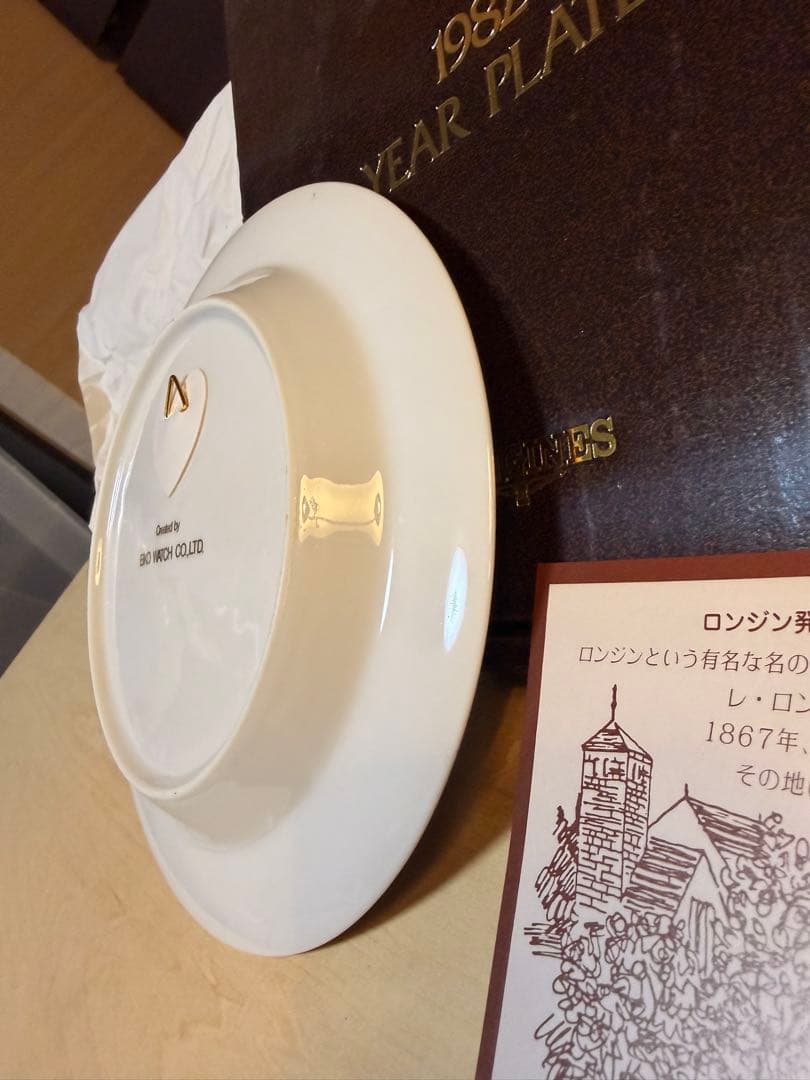 1982
YEAR PLATE
GINES
Created by
EIKO WATCH CO.,LTD.
ロンジン発
ロンジンという有名な名の
レ・ロン
1867年、
その地